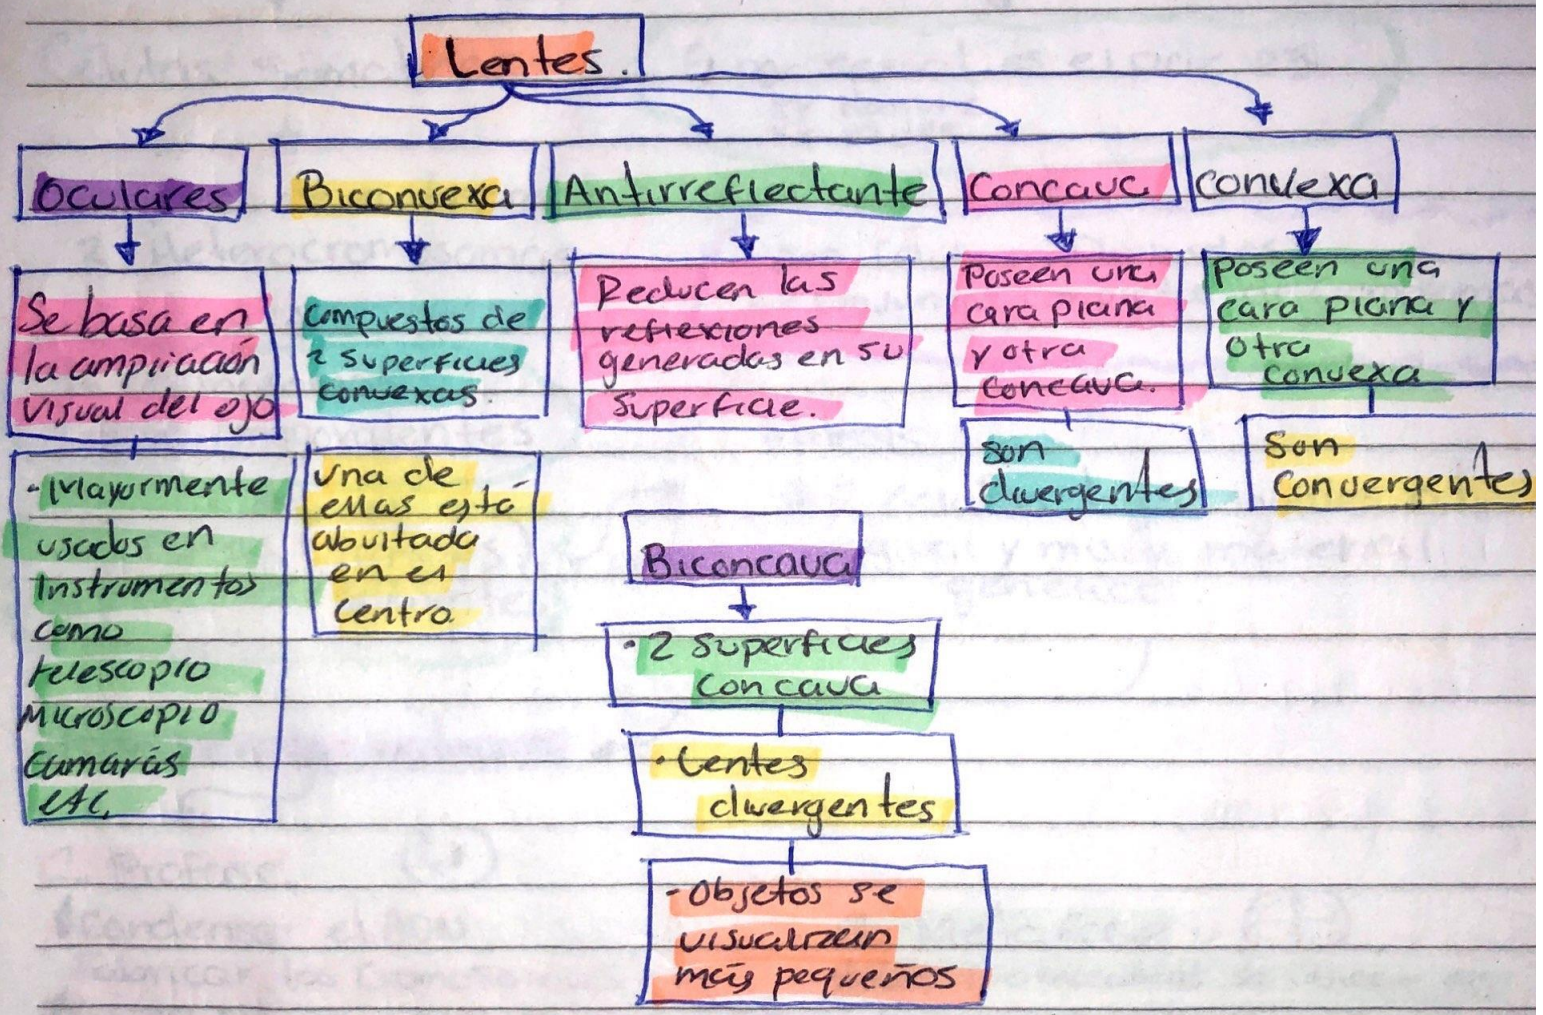 Lentes.
Oculares
Biconvexa
Antirreflectante
Concava
convexa
Se basa en
la ampliación
visual del ojo
- Mayormente
usados en
Instrumentos
como
telescopio
Microscopio
camarás
etc,
compuestos de
2 superficies
convexas.
una de
ellas está
abultada
en el
centro.
Reducen las
reflexiones
generadas en su
superficie.
Poseen una
cara plana
y otra
concava.
son
divergentes
Poseen una
cara plana y
otra
convexa
son
convergentes
Biconcava
· 2 superficies
concava
· Lentes
divergentes
- Objetos se
visualizan
más pequeños